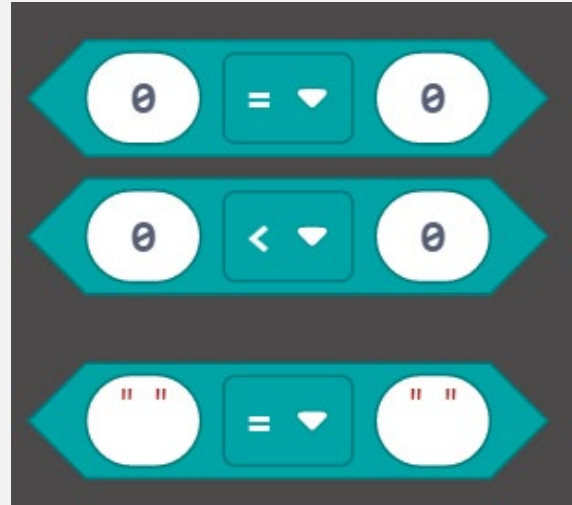 0 = 0
0 < 0
" " = " "